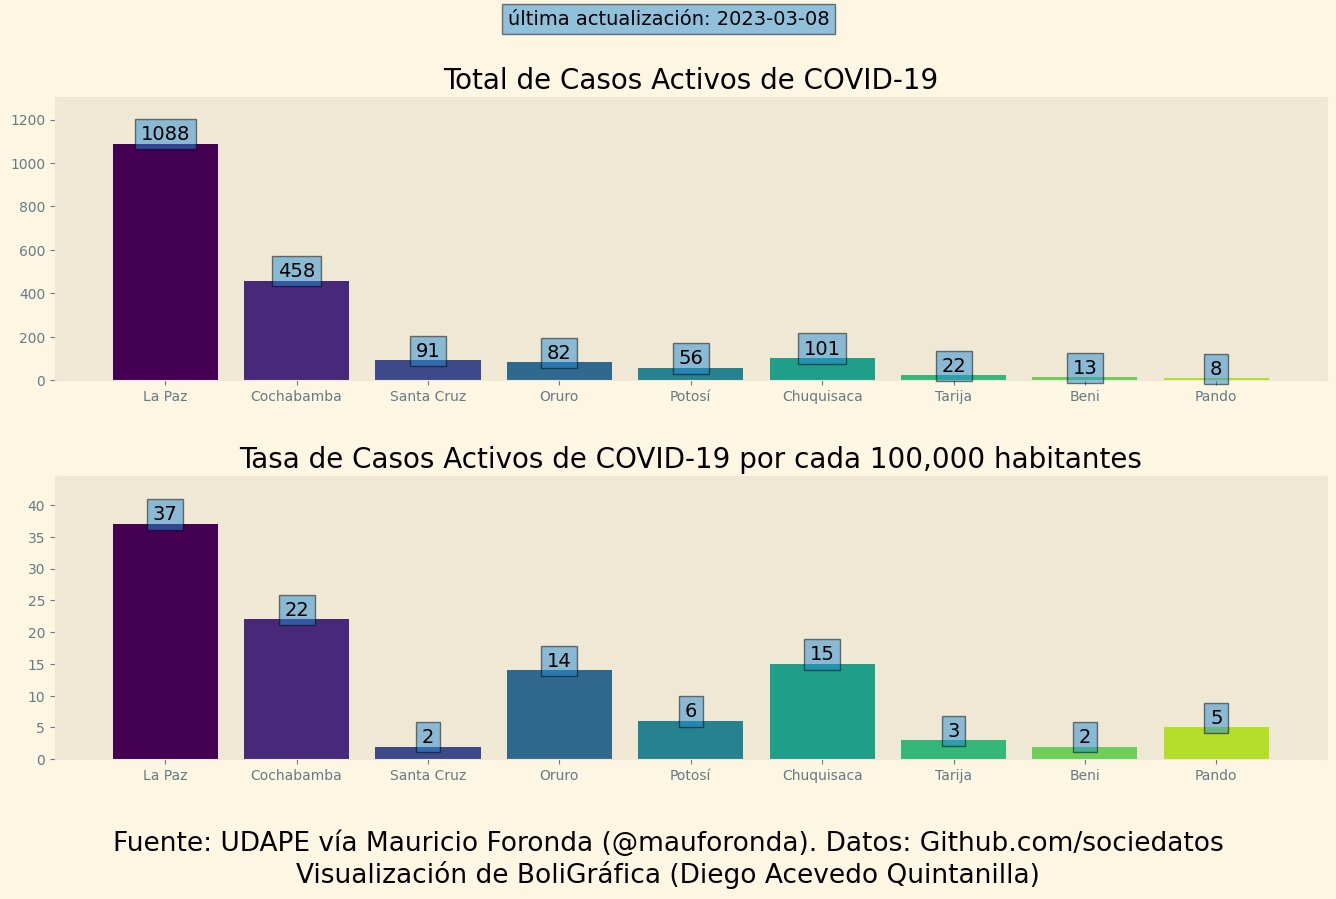 última actualización: 2023-03-08
Total de Casos Activos de COVID-19
1200
1000
800
600
400
200
0
1088
458
91
82
56
101
22
13
8
La Paz
Cochabamba
Santa Cruz
Oruro
Potosí
Chuquisaca
Tarija
Beni
Pando
Tasa de Casos Activos de COVID-19 por cada 100,000 habitantes
40
35
30
25
20
15
10
5
0
37
22
2
14
6
15
3
2
5
La Paz
Cochabamba
Santa Cruz
Oruro
Potosí
Chuquisaca
Tarija
Beni
Pando
Fuente: UDAPE vía Mauricio Foronda (@mauforonda). Datos: Github.com/sociedatos
Visualización de BoliGráfica (Diego Acevedo Quintanilla)